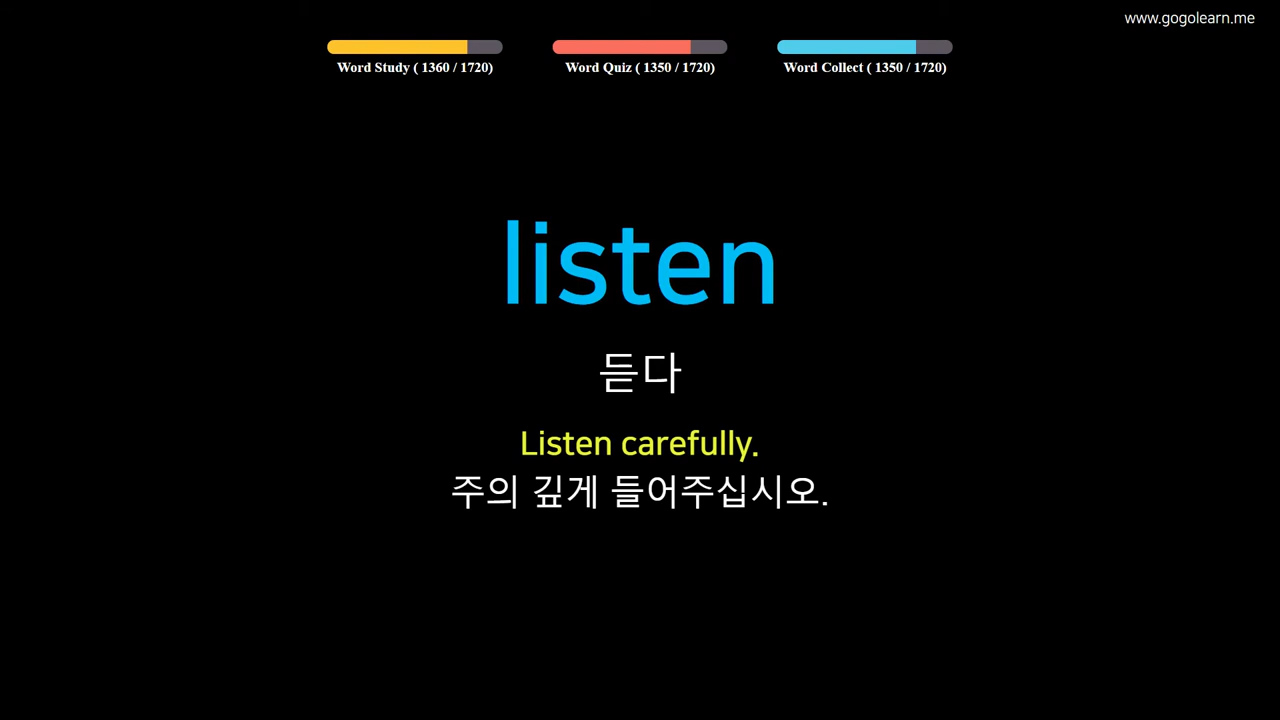 www.gogolearn.me
Word Study ( 1360 / 1720)
Word Quiz ( 1350 / 1720)
Word Collect ( 1350 / 1720)
listen
듣다
Listen carefully.
주의 깊게 들어주십시오.